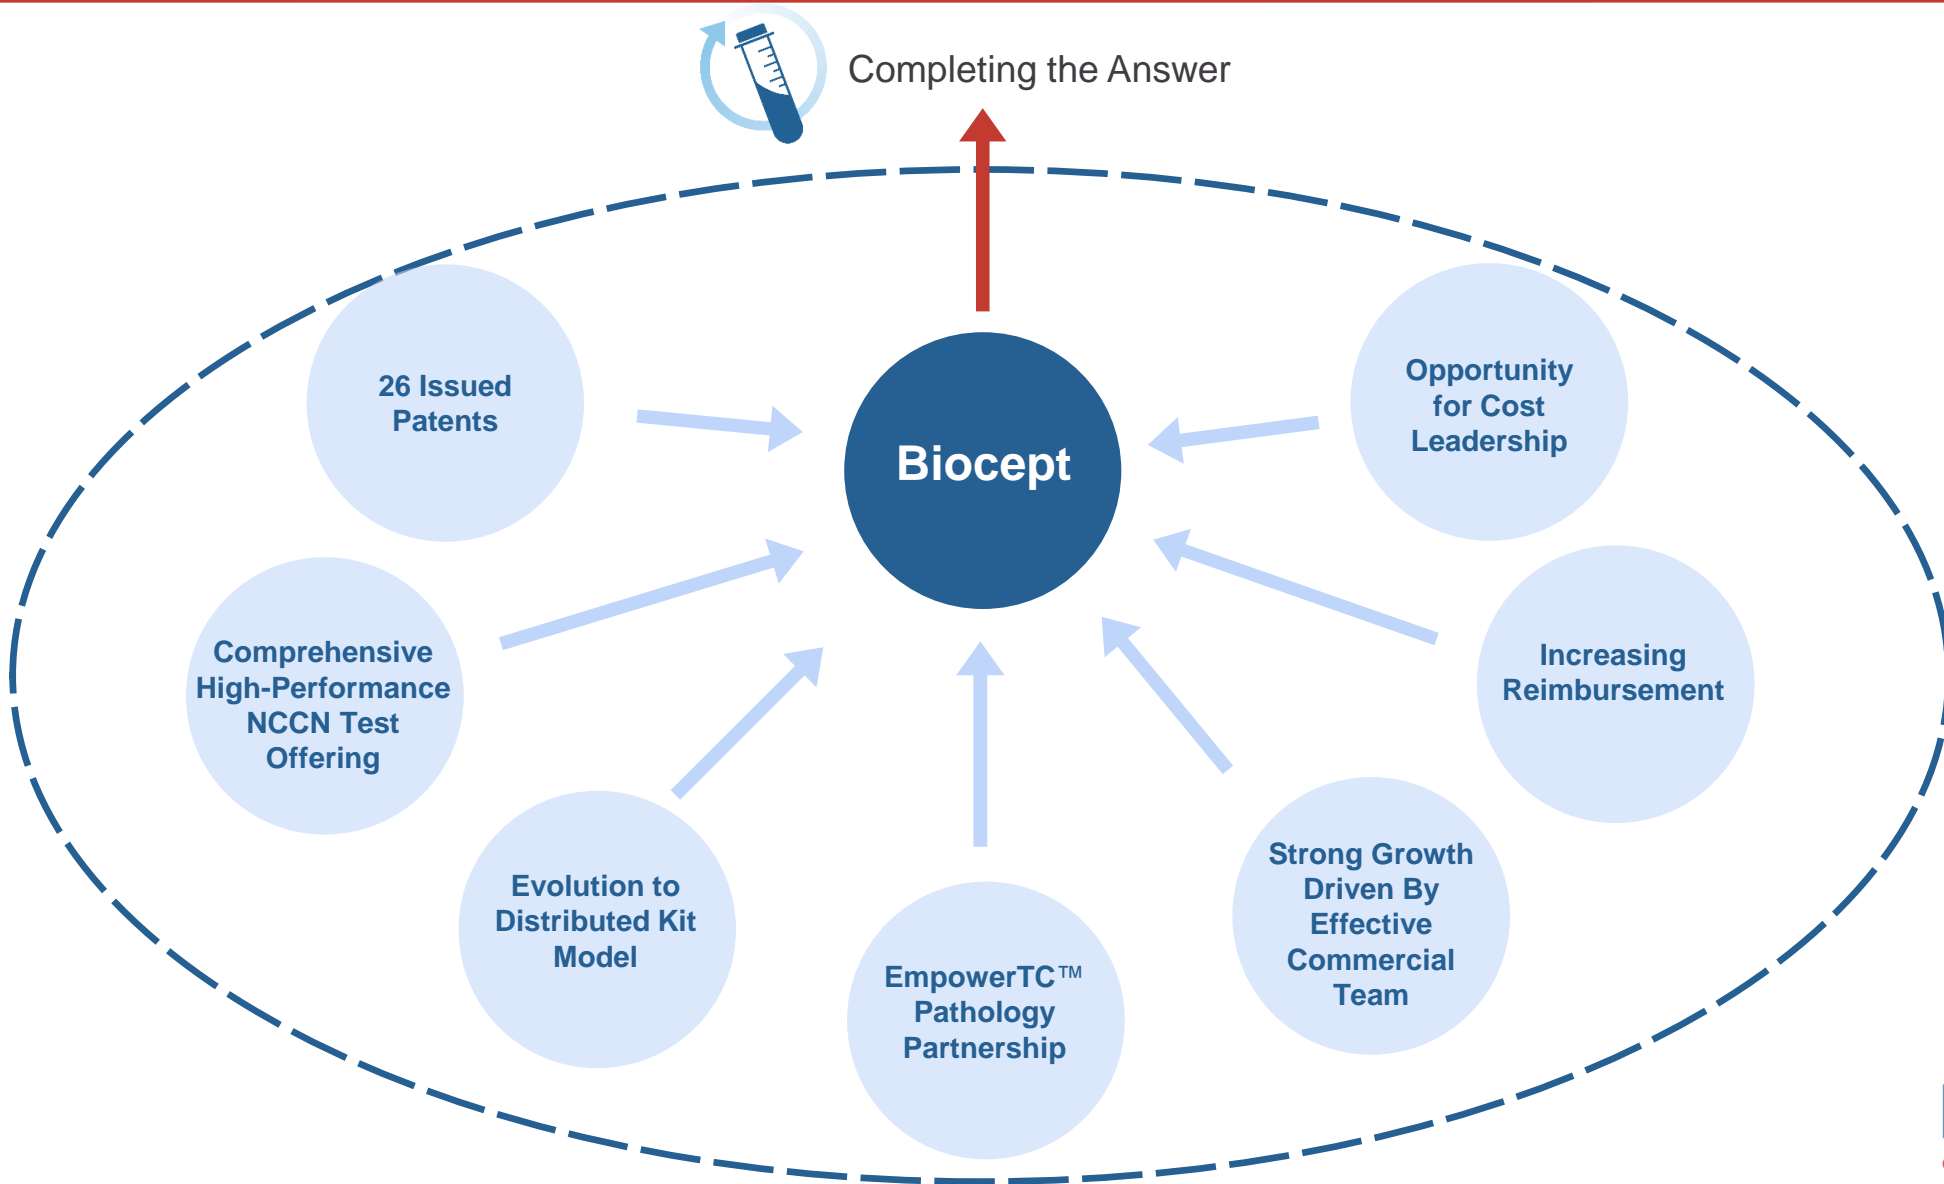 Completing the Answer
26 Issued
Patents
Biocept
Opportunity
for Cost
Leadership
Comprehensive
High-Performance
NCCN Test
Offering
Increasing
Reimbursement
Evolution to
Distributed Kit
Model
EmpowerTC™
Pathology
Partnership
Strong Growth
Driven By
Effective
Commercial
Team